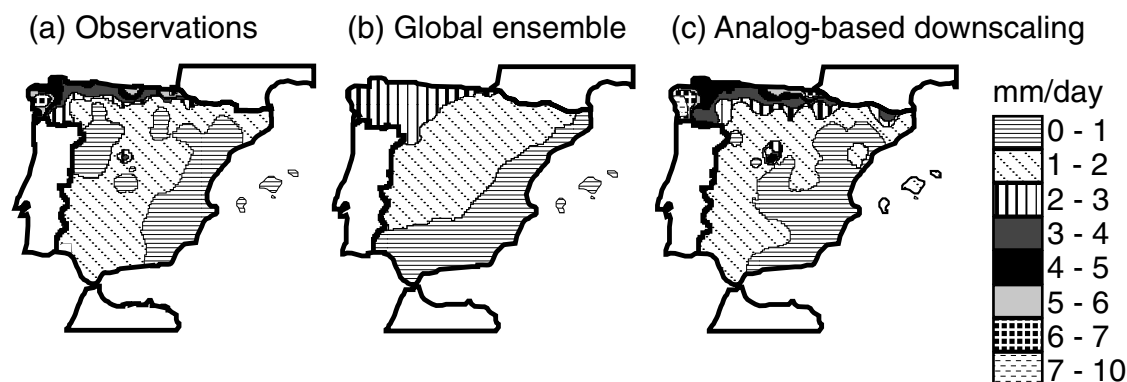 (a) Observations
(b) Global ensemble
(c) Analog-based downscaling
mm/day
0 - 1
1 - 2
2 - 3
3 - 4
4 - 5
5 - 6
6 - 7
7 - 10